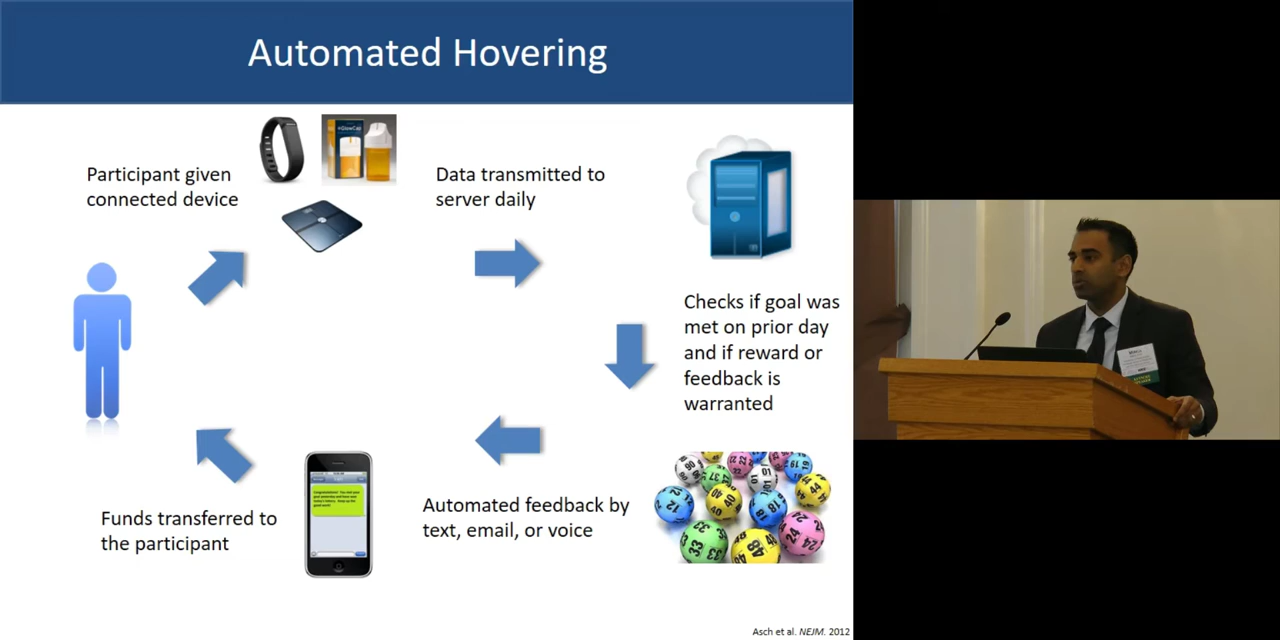 Automated Hovering
Participant given
connected device
GlowCap
Data transmitted to
server daily
Checks if goal was
met on prior day
and if reward or
feedback is
warranted
Automated feedback by
text, email, or voice
Funds transferred to
the participant
Asch et al. NEJM. 2012